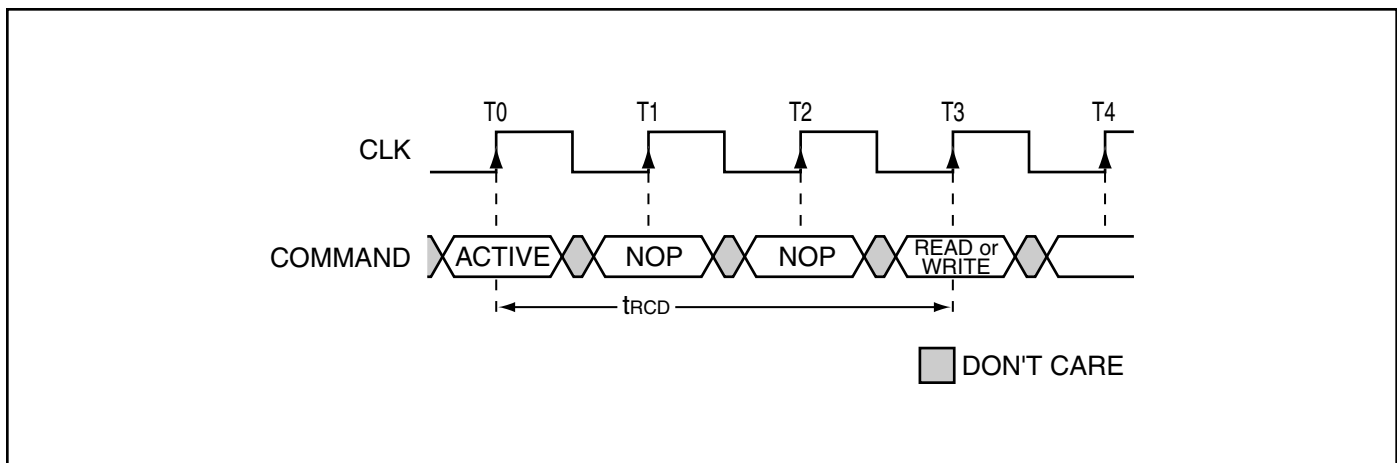 T0 T1 T2 T3 T4
CLK
COMMAND ACTIVE NOP NOP READ or
WRITE
tRCD
DON'T CARE